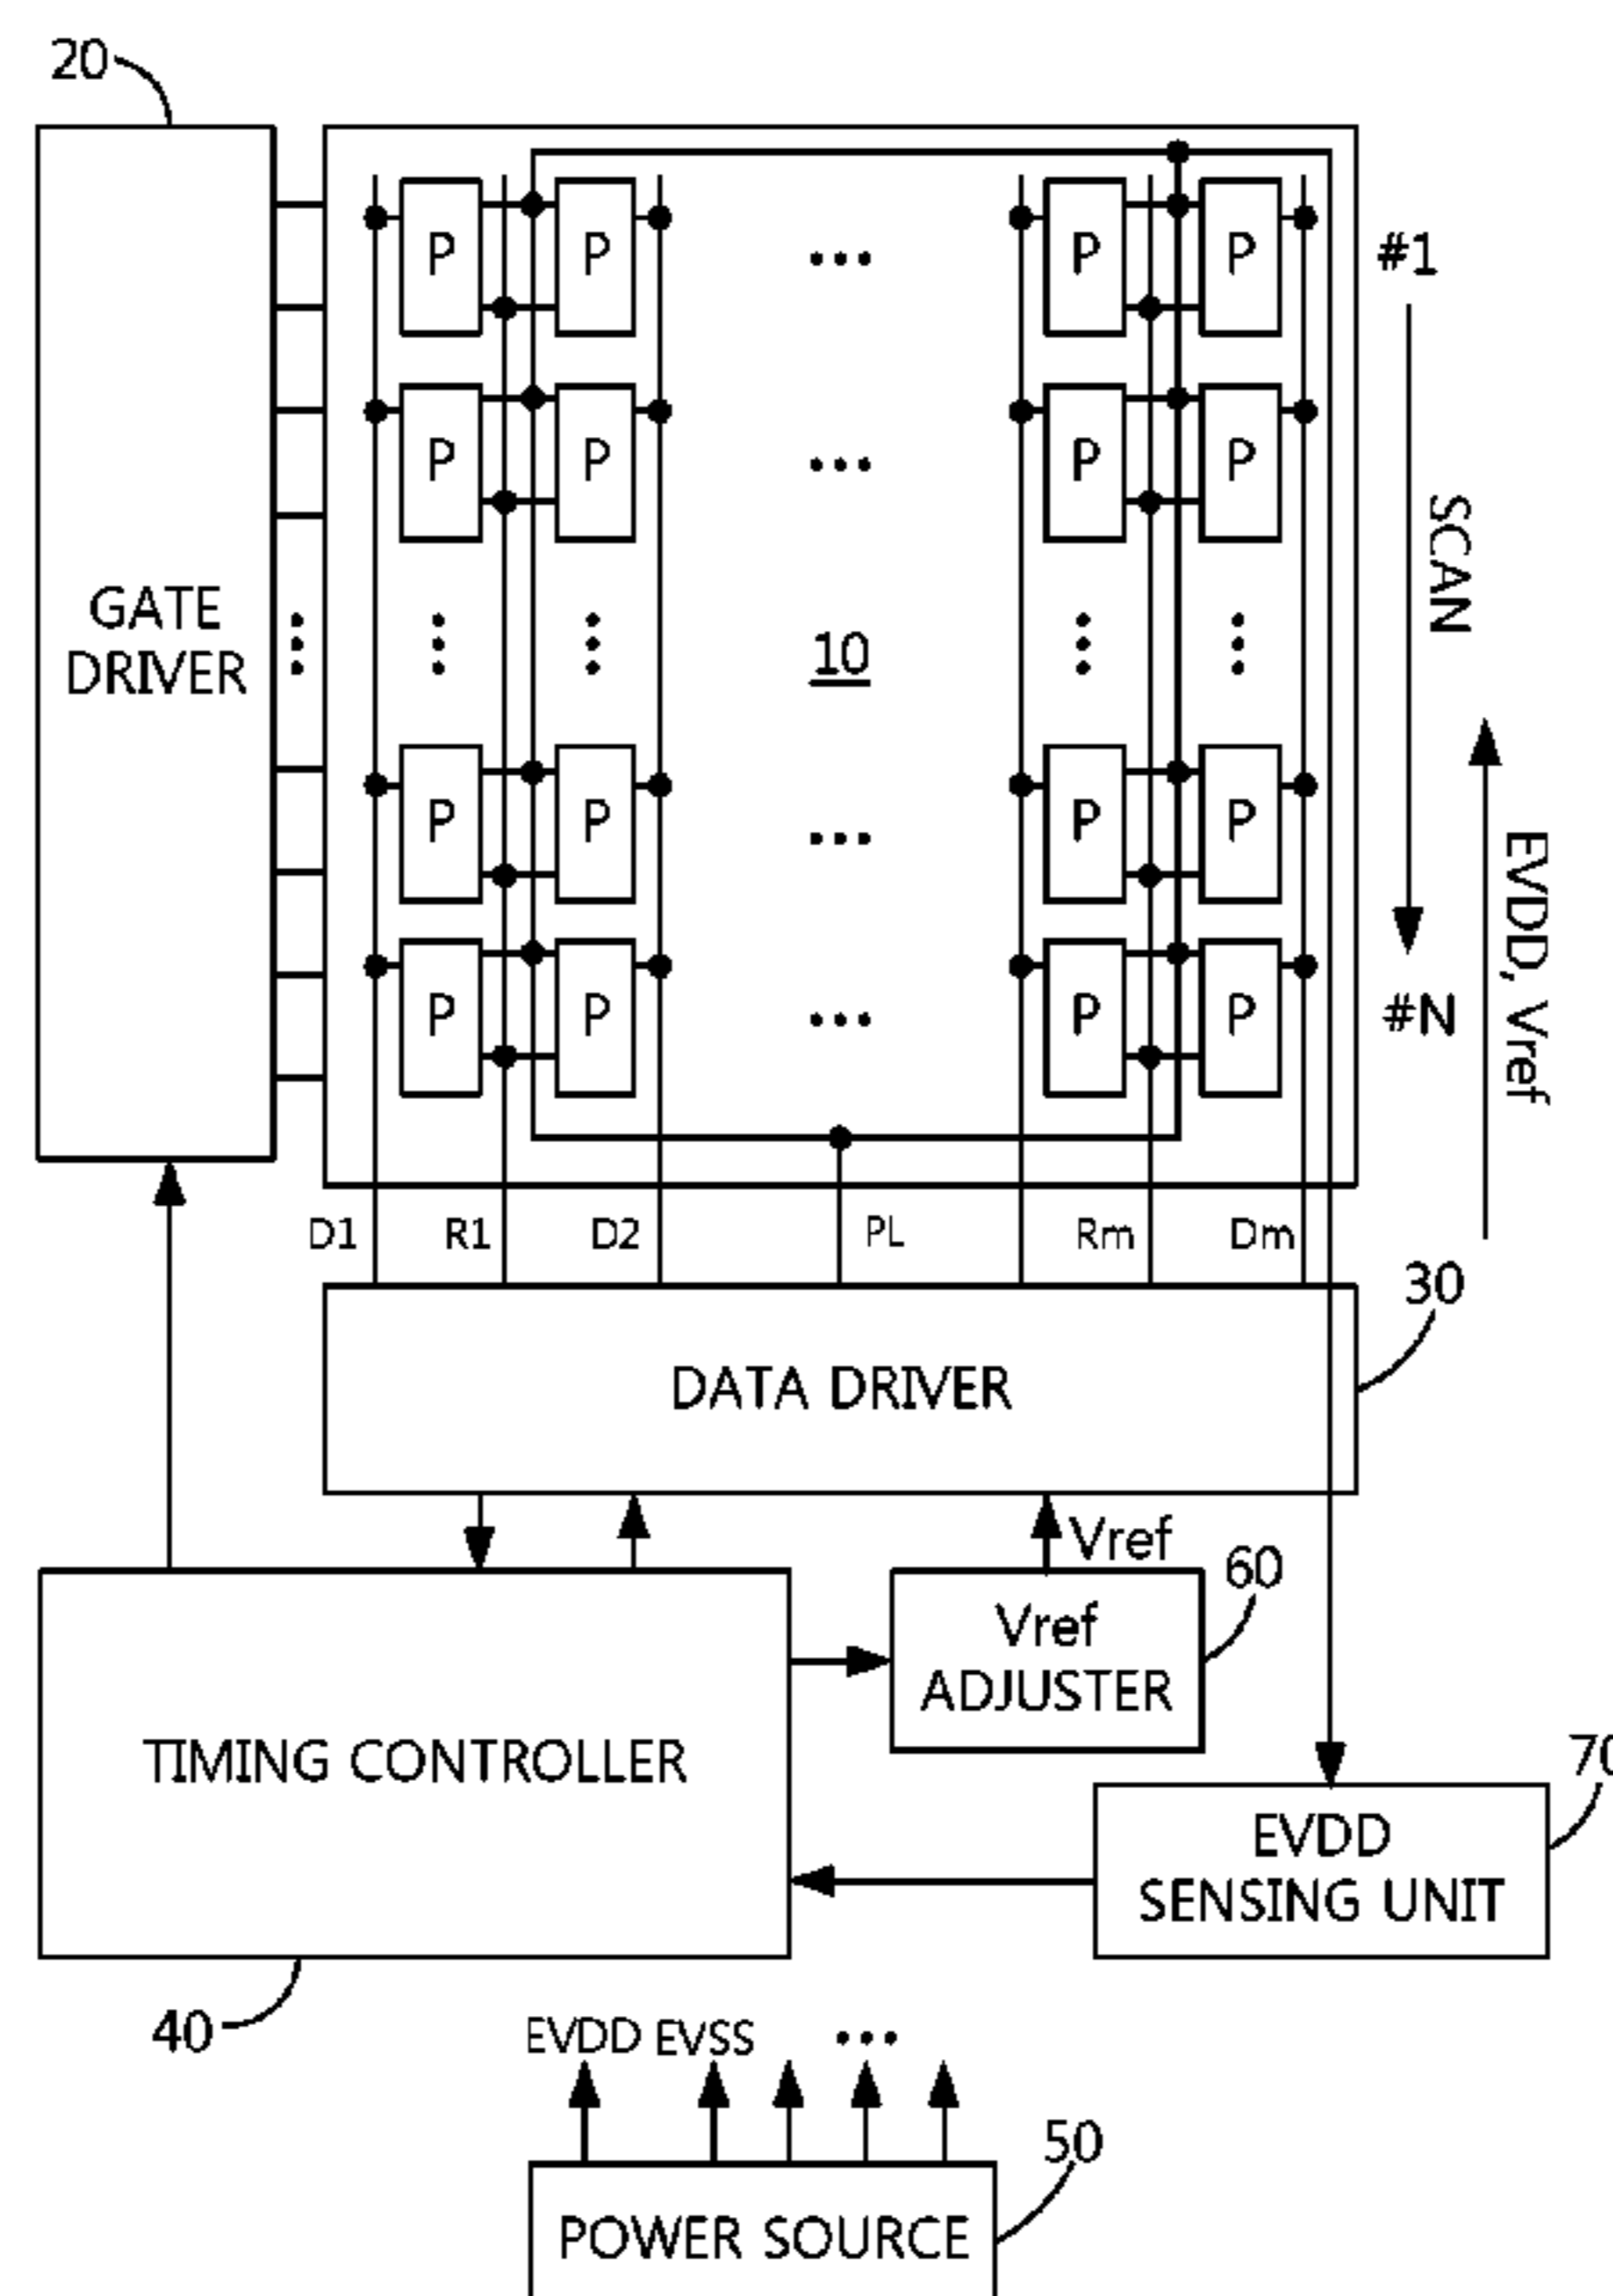 20
P P ... P P #1
P P ... P P
SCAN
GATE
DRIVER
10
P P ... P P
EVDD, Vref
P P ... P P #N
D1 R1 D2 PL Rm Dm
30
DATA DRIVER
Vref
60
Vref
ADJUSTER
TIMING CONTROLLER
70
EVDD
SENSING UNIT
40
EVDD EVSS ...
50
POWER SOURCE